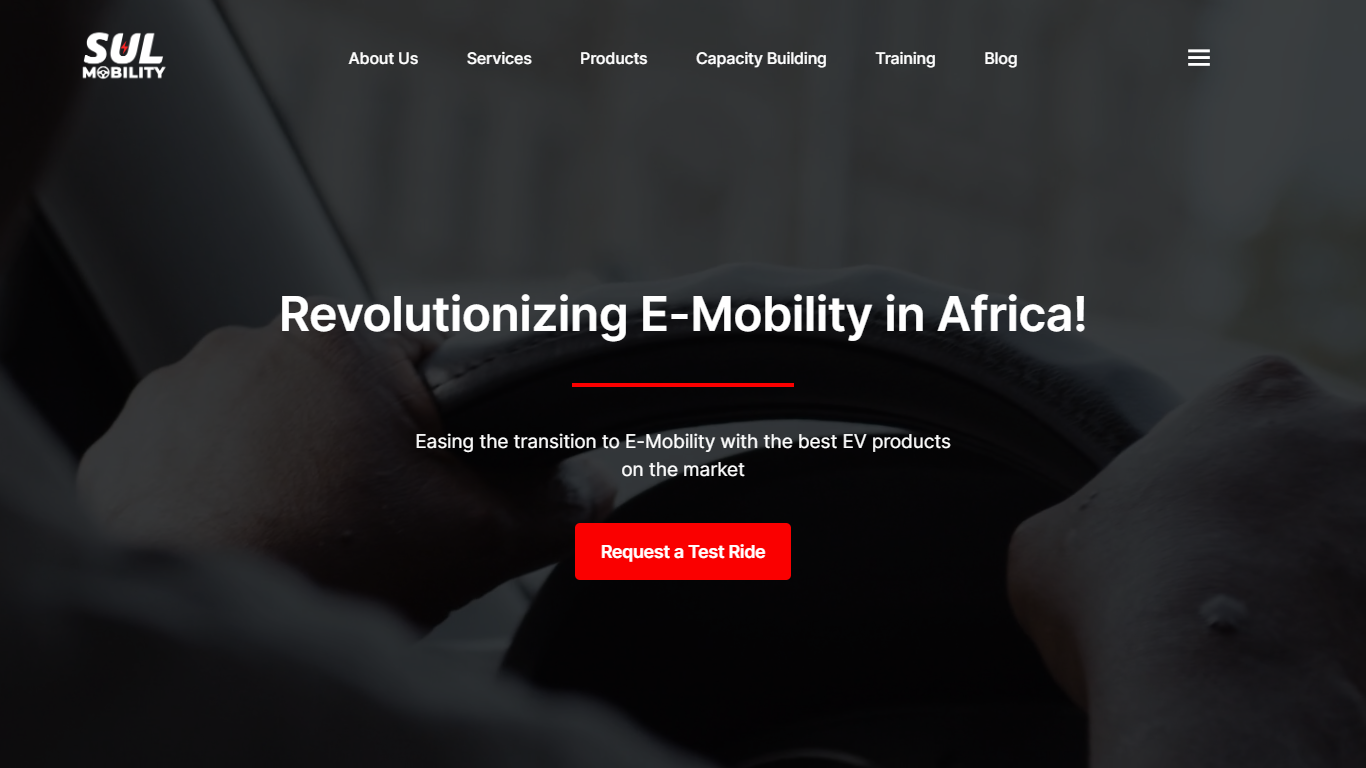 SUL
MOBILITY
About Us
Services
Products
Capacity Building
Training
Blog
Revolutionizing E-Mobility in Africa!
Easing the transition to E-Mobility with the best EV products
on the market
Request a Test Ride